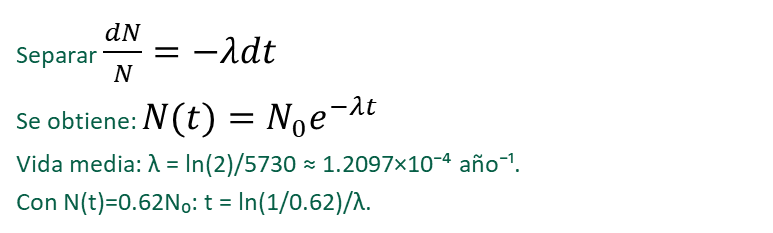 Separar dN/N = −λdt
Se obtiene: N(t) = N₀e^−λt
Vida media: λ = ln(2)/5730 ≈ 1.2097×10⁻⁴ año⁻¹.
Con N(t)=0.62N₀: t = ln(1/0.62)/λ.